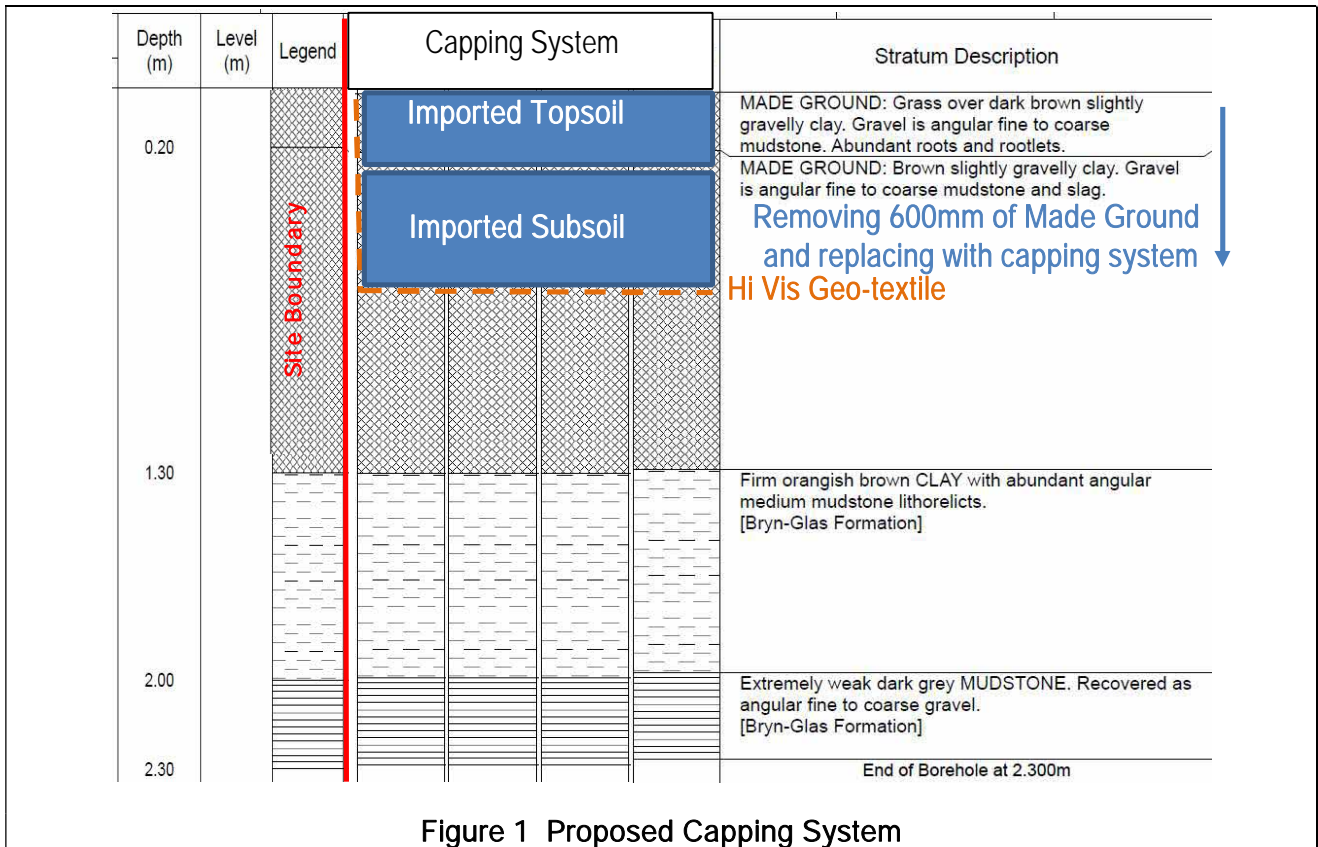 Depth
(m)
Level
(m)
Legend
Capping System
Stratum Description
Imported Topsoil
MADE GROUND: Grass over dark brown slightly
gravelly clay. Gravel is angular fine to coarse
mudstone. Abundant roots and rootlets.
0.20
MADE GROUND: Brown slightly gravelly clay. Gravel
is angular fine to coarse mudstone and slag.
Site Boundary
Imported Subsoil
Removing 600mm of Made Ground
and replacing with capping system
Hi Vis Geo-textile
1.30
Firm orangish brown CLAY with abundant angular
medium mudstone lithorelicts.
[Bryn-Glas Formation]
2.00
Extremely weak dark grey MUDSTONE. Recovered as
angular fine to coarse gravel.
[Bryn-Glas Formation]
2.30
End of Borehole at 2.300m
Figure 1 Proposed Capping System